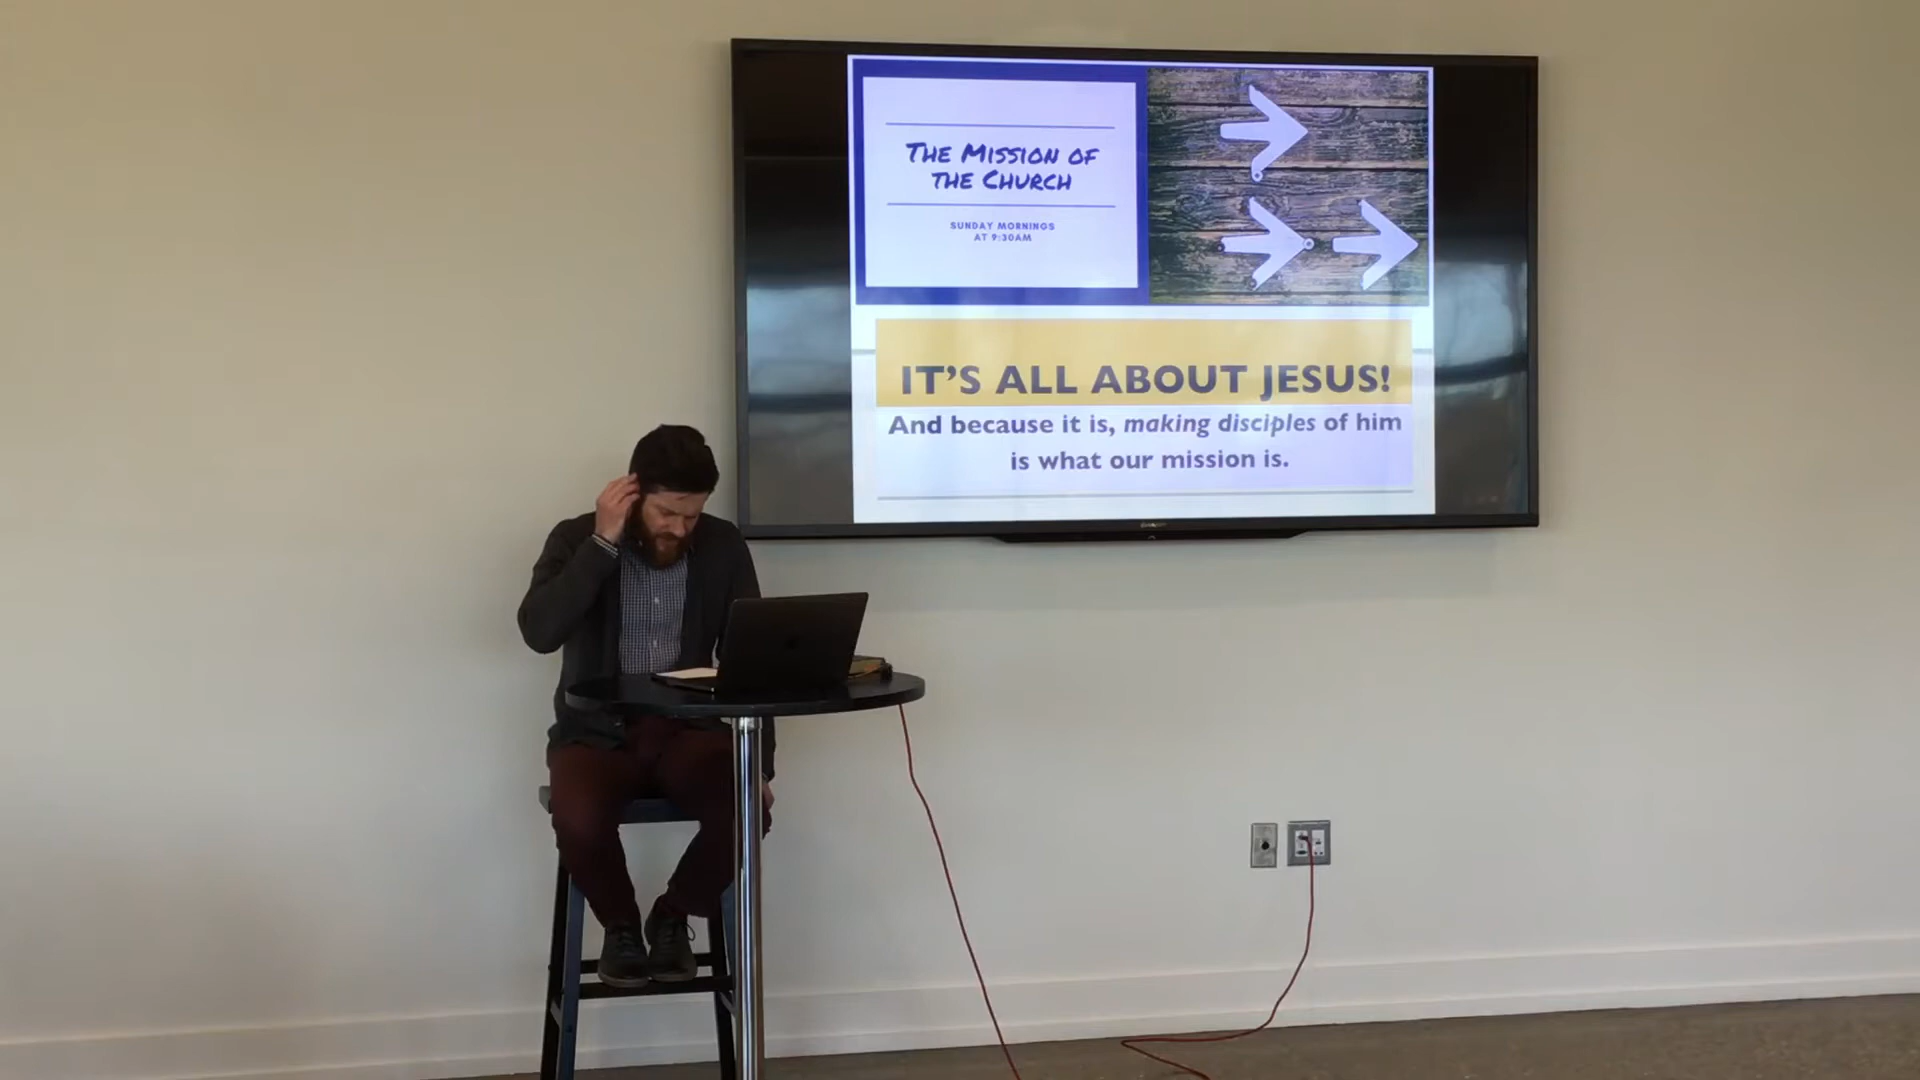 THE MISSION OF
THE CHURCH
SUNDAY MORNINGS
AT 9:30AM
IT'S ALL ABOUT JESUS!
And because it is, making disciples of him
is what our mission is.